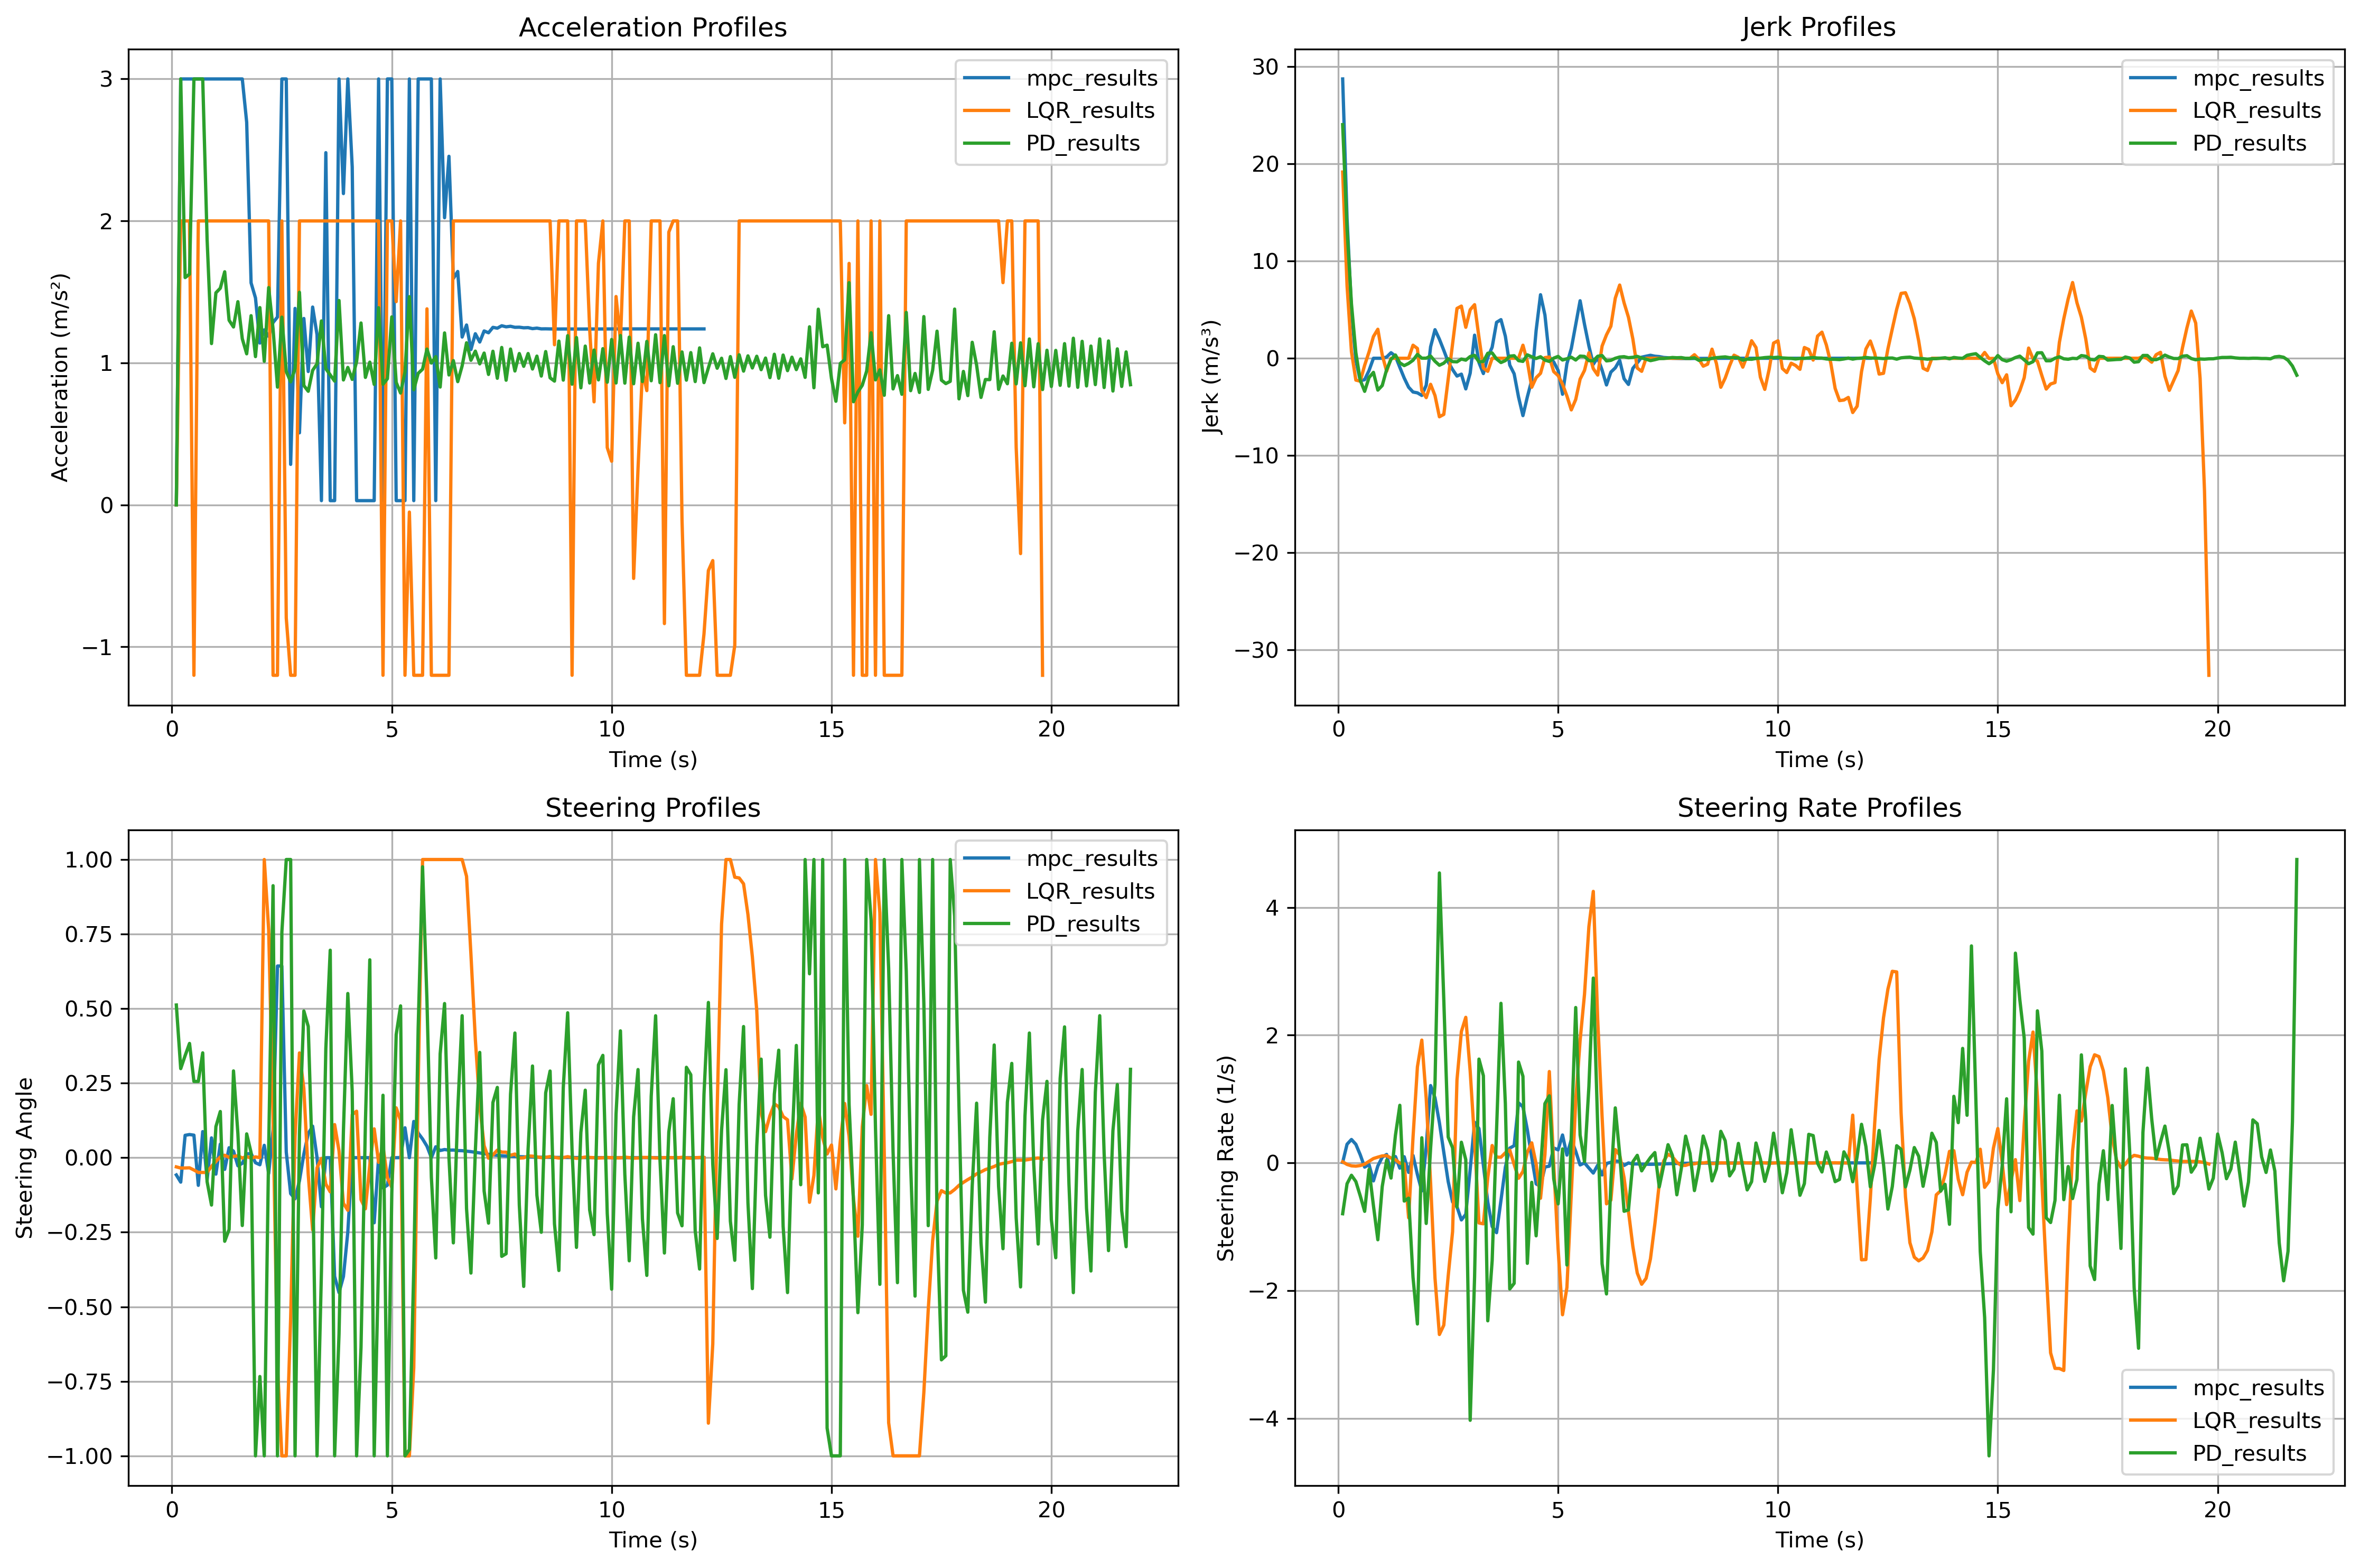 Acceleration Profiles
Acceleration (m/s²)
3
2
1
0
−1
mpc_results
LQR_results
PD_results
0 5 10 15 20
Time (s)
Jerk Profiles
Jerk (m/s³)
30
20
10
0
−10
−20
−30
mpc_results
LQR_results
PD_results
0 5 10 15 20
Time (s)
Steering Profiles
Steering Angle
1.00
0.75
0.50
0.25
0.00
−0.25
−0.50
−0.75
−1.00
mpc_results
LQR_results
PD_results
0 5 10 15 20
Time (s)
Steering Rate Profiles
Steering Rate (1/s)
4
2
0
−2
−4
mpc_results
LQR_results
PD_results
0 5 10 15 20
Time (s)